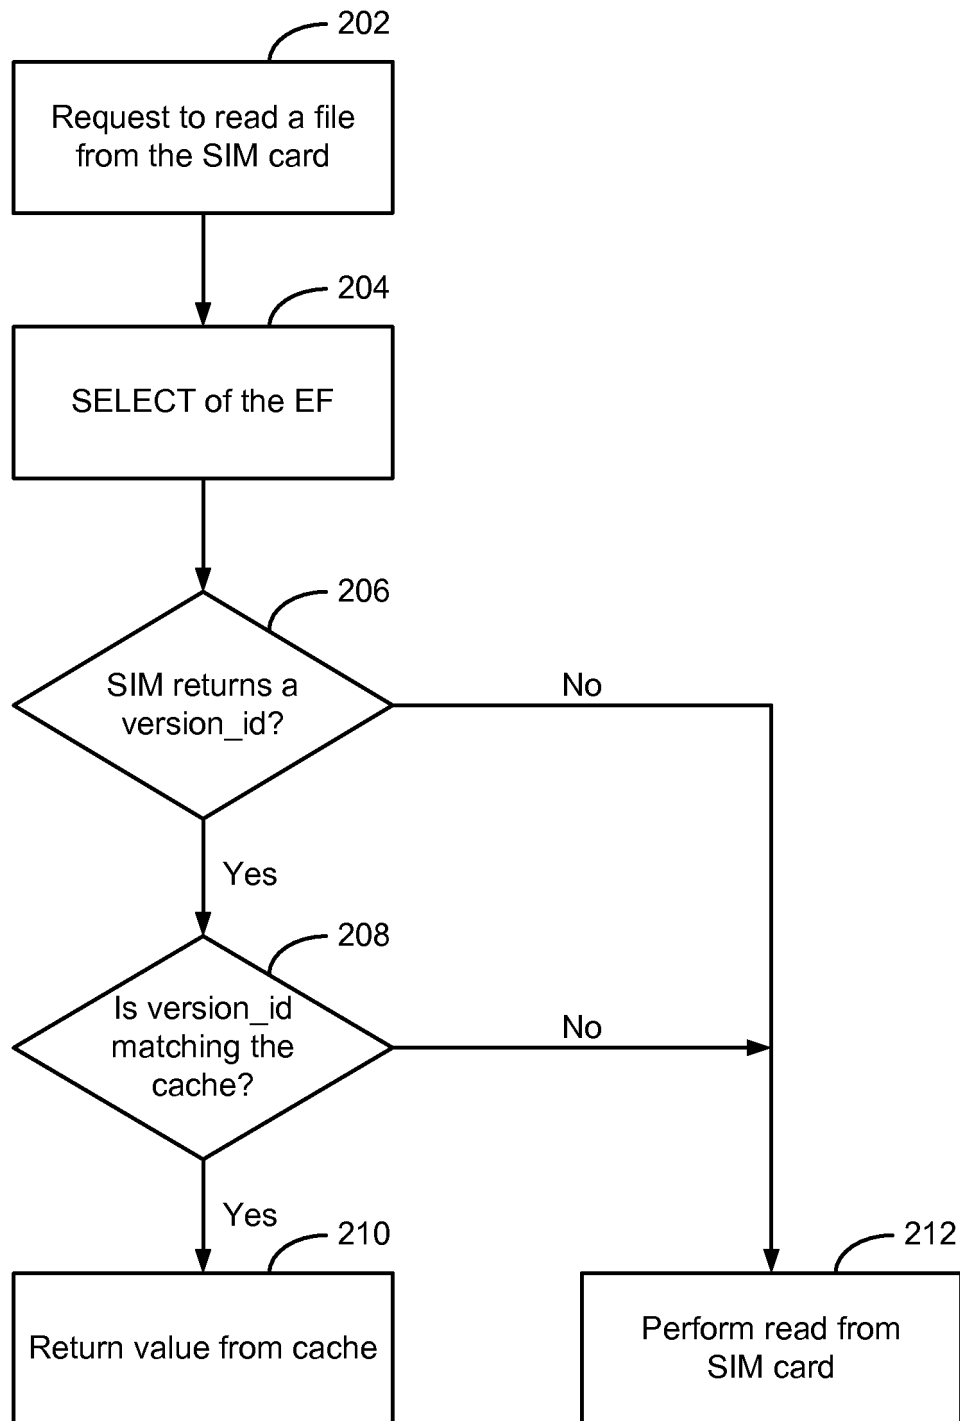 202
Request to read a file
from the SIM card
204
SELECT of the EF
206
SIM returns a
version_id?
No
Yes
208
Is version_id
matching the
cache?
No
Yes
210
Return value from cache
212
Perform read from
SIM card